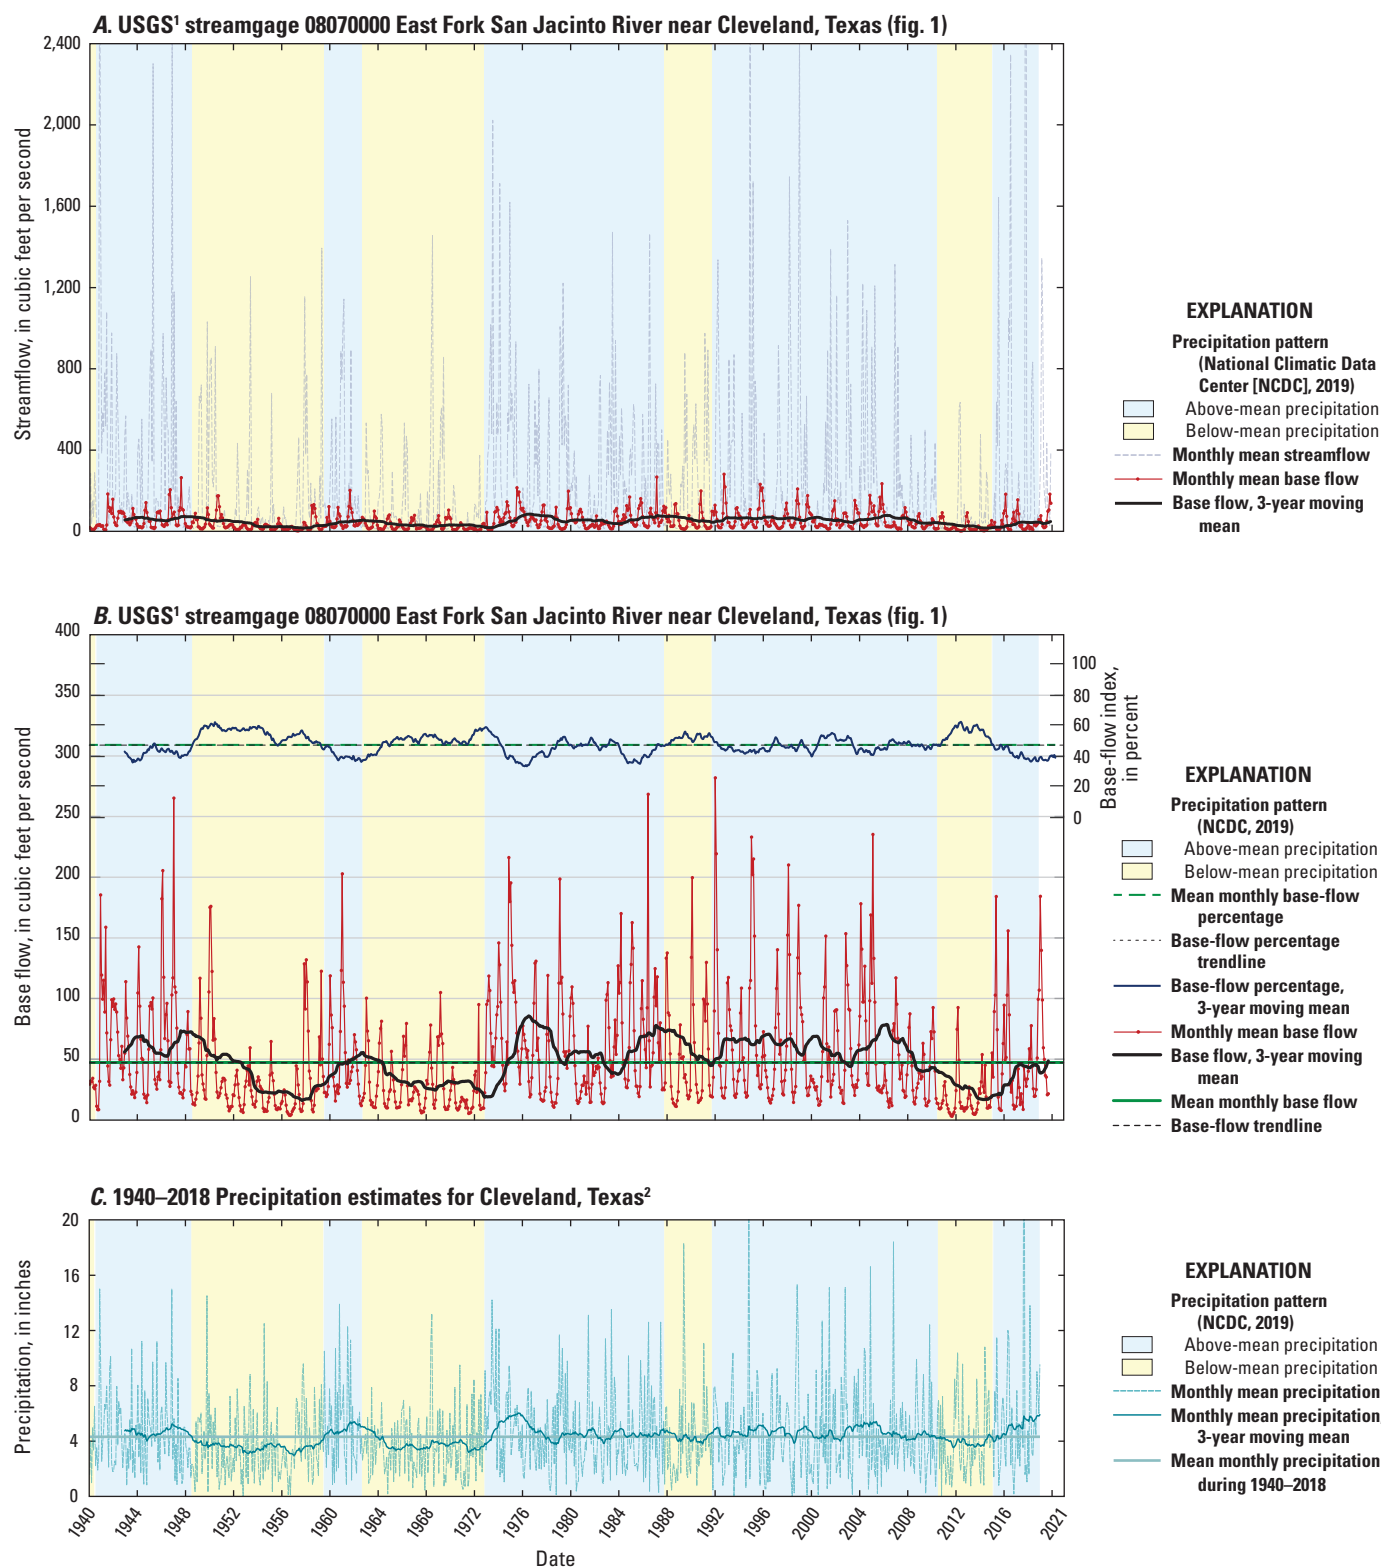 A. USGS¹ streamgage 08070000 East Fork San Jacinto River near Cleveland, Texas (fig. 1)
2,400
2,000
1,600
1,200
800
400
0
Streamflow, in cubic feet per second
EXPLANATION
Precipitation pattern
(National Climatic Data
Center [NCDC], 2019)
Above-mean precipitation
Below-mean precipitation
Monthly mean streamflow
Monthly mean base flow
Base flow, 3-year moving
mean
B. USGS¹ streamgage 08070000 East Fork San Jacinto River near Cleveland, Texas (fig. 1)
400
350
300
250
200
150
100
50
0
Base flow, in cubic feet per second
100
80
60
40
20
0
Base-flow index,
in percent
EXPLANATION
Precipitation pattern
(NCDC, 2019)
Above-mean precipitation
Below-mean precipitation
Mean monthly base-flow
percentage
Base-flow percentage
trendline
Base-flow percentage,
3-year moving mean
Monthly mean base flow
Base flow, 3-year moving
mean
Mean monthly base flow
Base-flow trendline
C. 1940–2018 Precipitation estimates for Cleveland, Texas²
20
16
12
8
4
0
Precipitation, in inches
1940
1944
1948
1952
1956
1960
1964
1968
1972
1976
1980
1984
1988
1992
1996
2000
2004
2008
2012
2016
2021
Date
EXPLANATION
Precipitation pattern
(NCDC, 2019)
Above-mean precipitation
Below-mean precipitation
Monthly mean precipitation
Monthly mean precipitation
3-year moving mean
Mean monthly precipitation
during 1940–2018